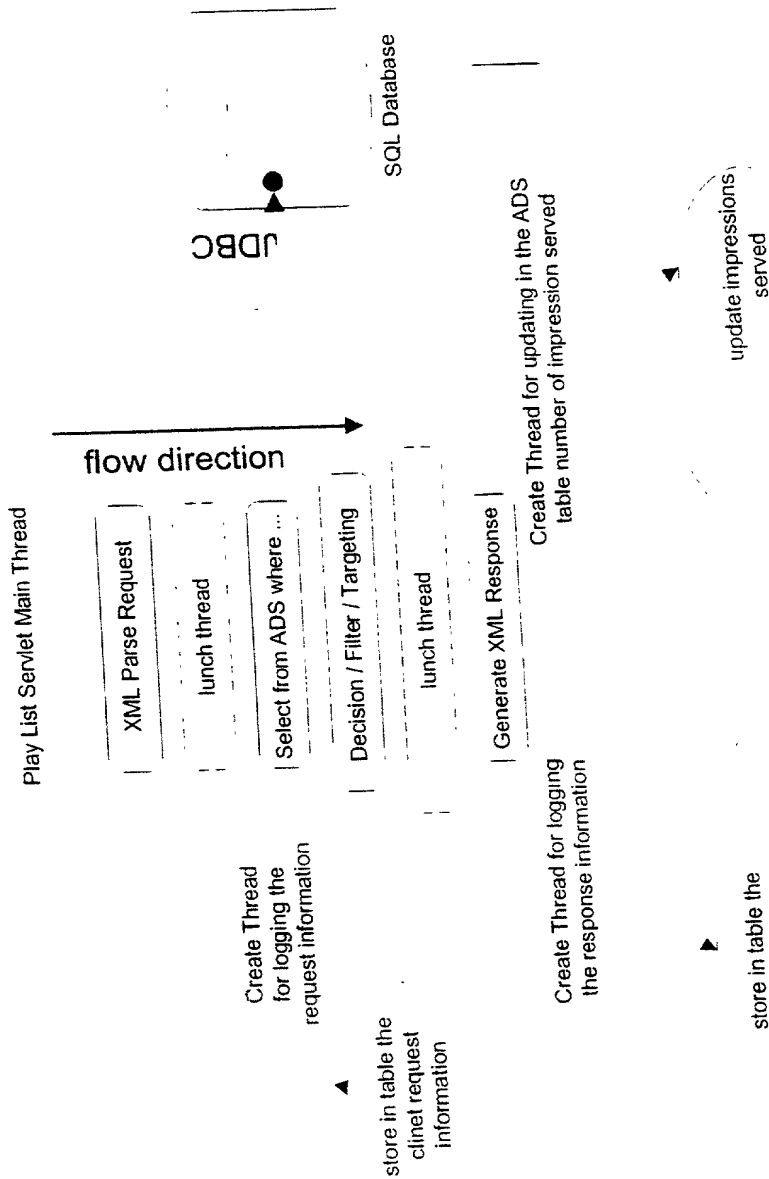 Play List Servlet Main Thread
XML Parse Request
lunch thread
Select from ADS where ...
Decision / Filter / Targeting
lunch thread
Generate XML Response
flow direction
JDBC
SQL Database
Create Thread
for logging the
request information
store in table the
clinet request
information
Create Thread for logging
the response information
store in table the
Create Thread for updating in the ADS
table number of impression served
update impressions
served